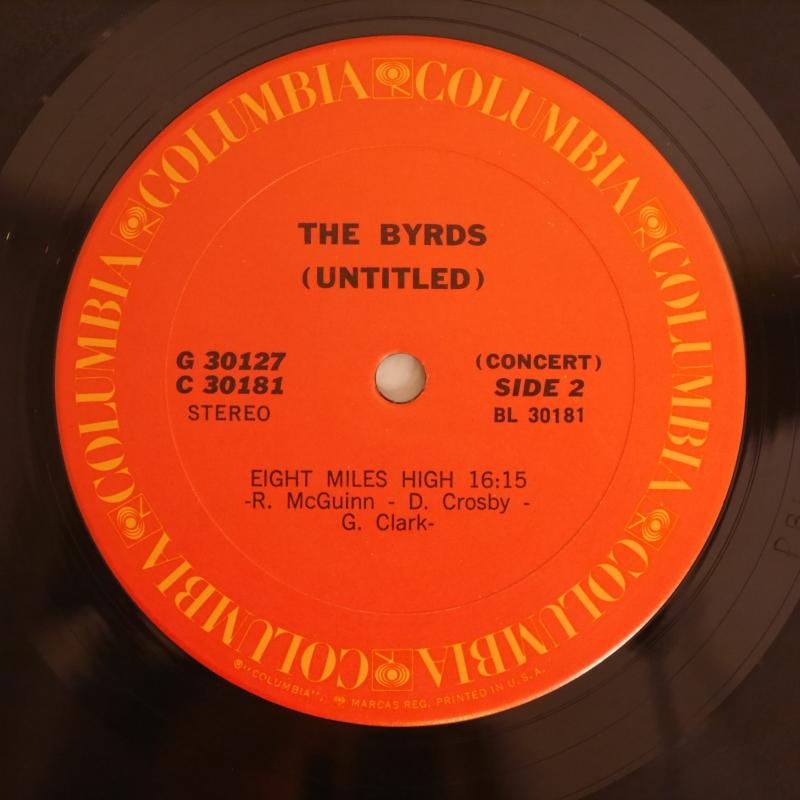 COLUMBIA COLUMBIA COLUMBIA COLUMBIA COLUMBIA COLUMBIA
THE BYRDS
(UNTITLED)
G 30127
C 30181
STEREO
(CONCERT)
SIDE 2
BL 30181
EIGHT MILES HIGH 16:15
-R. McGuinn - D. Crosby -
G. Clark-
®"COLUMBIA", MARCAS REG. PRINTED IN U.S.A.